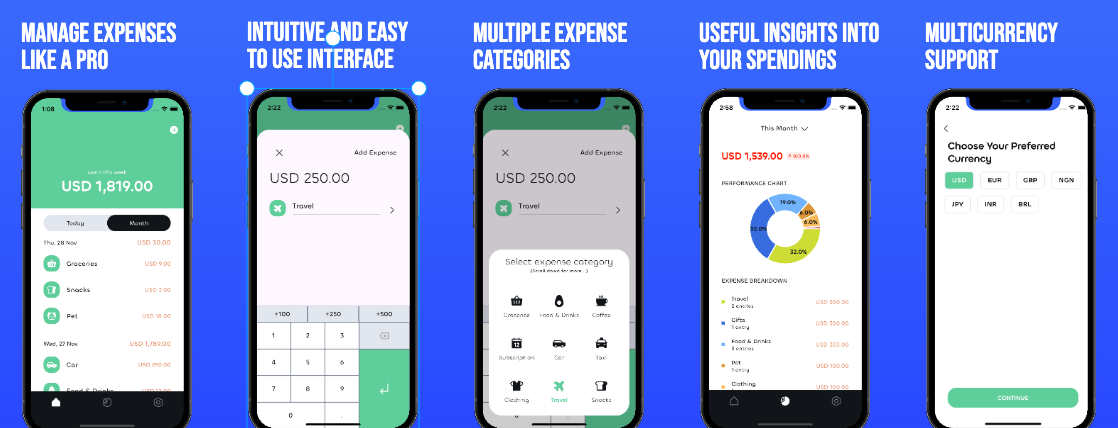 MANAGE EXPENSES
LIKE A PRO
1:08
spent this week
USD 1,819.00
Today
Month
Thu, 28 Nov
USD 30.00
Groceries
USD 9.00
Snacks
USD 3.00
Pet
USD 18.00
Wed, 27 Nov
USD 1,789.00
Car
USD 250.00
Food & Drinks
INTUITIVE AND EASY
TO USE INTERFACE
2:22
Add Expense
USD 250.00
Travel
+100
+250
+500
1
2
3
4
5
6
7
8
9
0
.
MULTIPLE EXPENSE
CATEGORIES
2:22
Add Expense
USD 250.00
Travel
Select expense category
(Scroll down for more...)
Groceries
Food & Drinks
Coffee
12
Subscription
Car
Taxi
Clothing
Travel
Snacks
0
USEFUL INSIGHTS INTO
YOUR SPENDINGS
2:58
This Month
USD 1,539.00
100.0%
PERFORMANCE CHART
19.0%
6.0%
6.0%
32.0%
32.0%
EXPENSE BREAKDOWN
Travel
2 entries
USD 500.00
Gifts
1 entry
USD 500.00
Food & Drinks
3 entries
USD 303.00
Pet
1 entry
USD 100.00
Clothing
USD 100.00
MULTICURRENCY
SUPPORT
2:22
Choose Your Preferred
Currency
USD
EUR
GBP
NGN
JPY
INR
BRL
CONTINUE